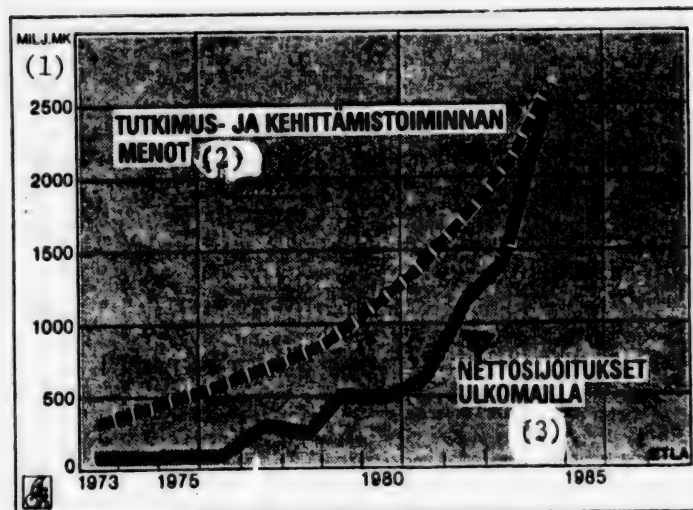 MILJ.MK
(1)
2500
TUTKIMUS- JA KEHITTÄMISTOIMINNAN
MENOT (2)
2000
1500
1000
NETTOSIJOITUKSET
ULKOMAILLA
500
(3)
0
ETLA
1973 1975 1980 1985